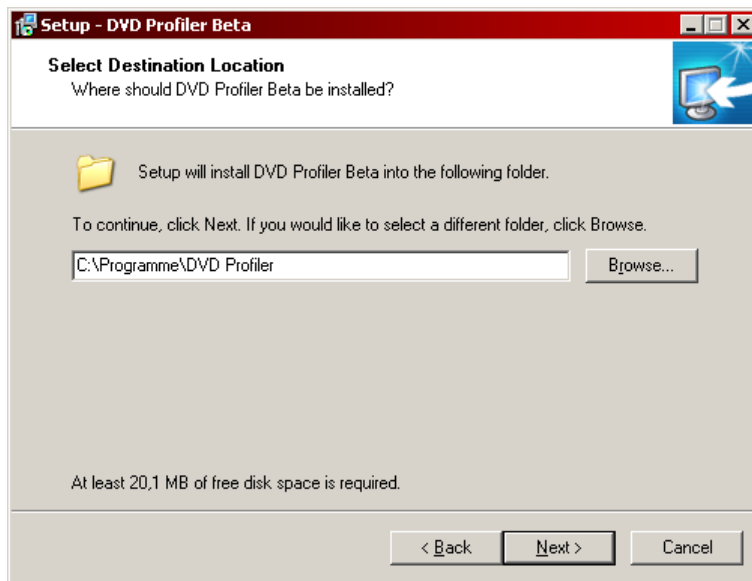 Setup - DVD Profiler Beta
Select Destination Location
Where should DVD Profiler Beta be installed?
Setup will install DVD Profiler Beta into the following folder.
To continue, click Next. If you would like to select a different folder, click Browse.
C:\Programme\DVD Profiler
Browse...
At least 20,1 MB of free disk space is required.
< Back
Next >
Cancel